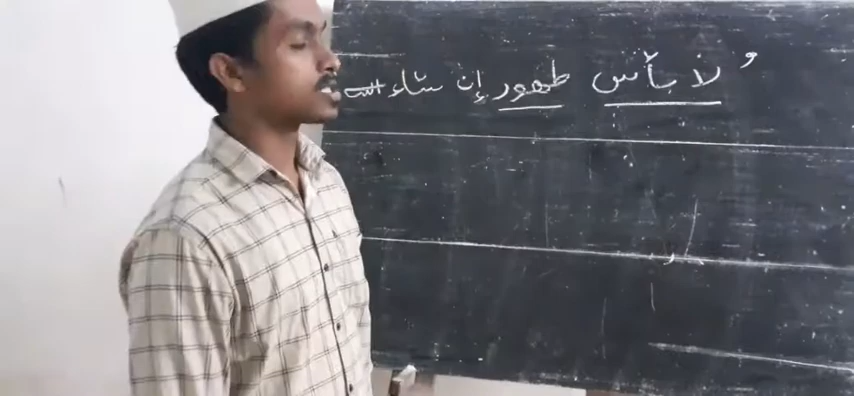 لا بأس طهور إن شاء الله